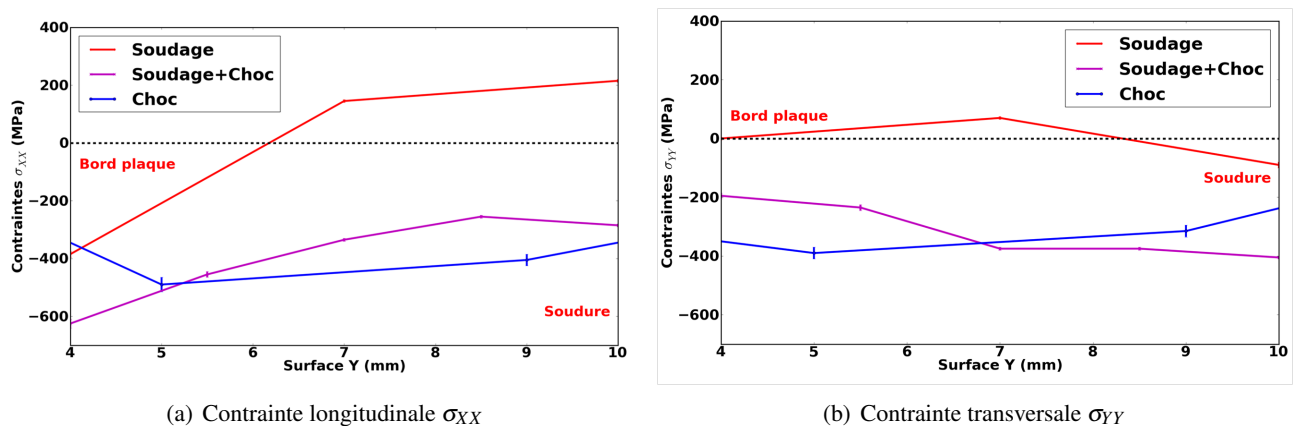 400
200
0
−200
−400
−600
Contraintes σXX (MPa)
Soudage
Soudage+Choc
Choc
Bord plaque
Soudure
4 5 6 7 8 9 10
Surface Y (mm)
(a) Contrainte longitudinale σXX
400
200
0
−200
−400
−600
Contraintes σYY (MPa)
Soudage
Soudage+Choc
Choc
Bord plaque
Soudure
4 5 6 7 8 9 10
Surface Y (mm)
(b) Contrainte transversale σYY